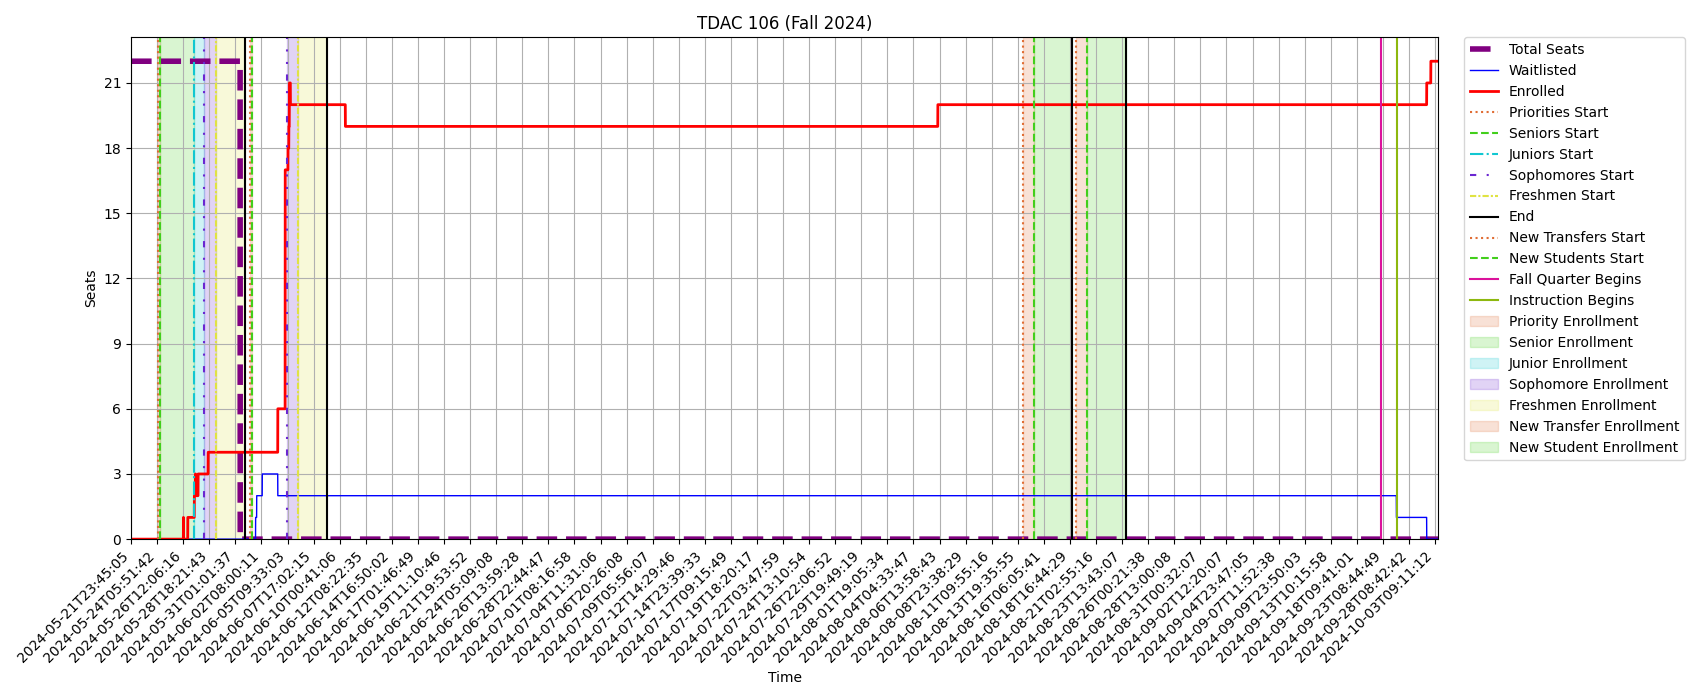 TDAC 106 (Fall 2024)
Seats
21
18
15
12
9
6
3
0
2024-05-21T23:45:05
2024-05-24T05:51:42
2024-05-26T12:06:16
2024-05-28T18:21:43
2024-05-31T01:01:37
2024-06-02T08:00:11
2024-06-05T09:33:03
2024-06-07T17:02:15
2024-06-10T00:41:06
2024-06-12T08:22:35
2024-06-14T16:50:02
2024-06-17T01:46:49
2024-06-19T11:10:46
2024-06-21T19:53:52
2024-06-24T05:09:08
2024-06-26T13:59:28
2024-06-28T22:44:47
2024-07-01T08:16:58
2024-07-04T11:31:06
2024-07-06T20:26:08
2024-07-09T05:56:07
2024-07-12T14:29:46
2024-07-14T23:39:33
2024-07-17T09:15:49
2024-07-19T18:20:17
2024-07-22T03:47:59
2024-07-24T13:10:54
2024-07-26T22:06:52
2024-07-29T19:49:19
2024-08-01T19:05:34
2024-08-04T04:33:47
2024-08-06T13:58:43
2024-08-08T23:38:29
2024-08-11T09:55:16
2024-08-13T19:35:55
2024-08-16T06:05:41
2024-08-18T16:44:29
2024-08-21T02:55:16
2024-08-23T13:43:07
2024-08-26T00:21:38
2024-08-28T13:00:08
2024-08-31T00:32:07
2024-09-02T12:20:07
2024-09-04T23:47:05
2024-09-07T11:52:38
2024-09-09T23:50:03
2024-09-13T10:15:58
2024-09-18T09:41:01
2024-09-23T08:44:49
2024-09-28T08:42:42
2024-10-03T09:11:12
Time
Total Seats
Waitlisted
Enrolled
Priorities Start
Seniors Start
Juniors Start
Sophomores Start
Freshmen Start
End
New Transfers Start
New Students Start
Fall Quarter Begins
Instruction Begins
Priority Enrollment
Senior Enrollment
Junior Enrollment
Sophomore Enrollment
Freshmen Enrollment
New Transfer Enrollment
New Student Enrollment